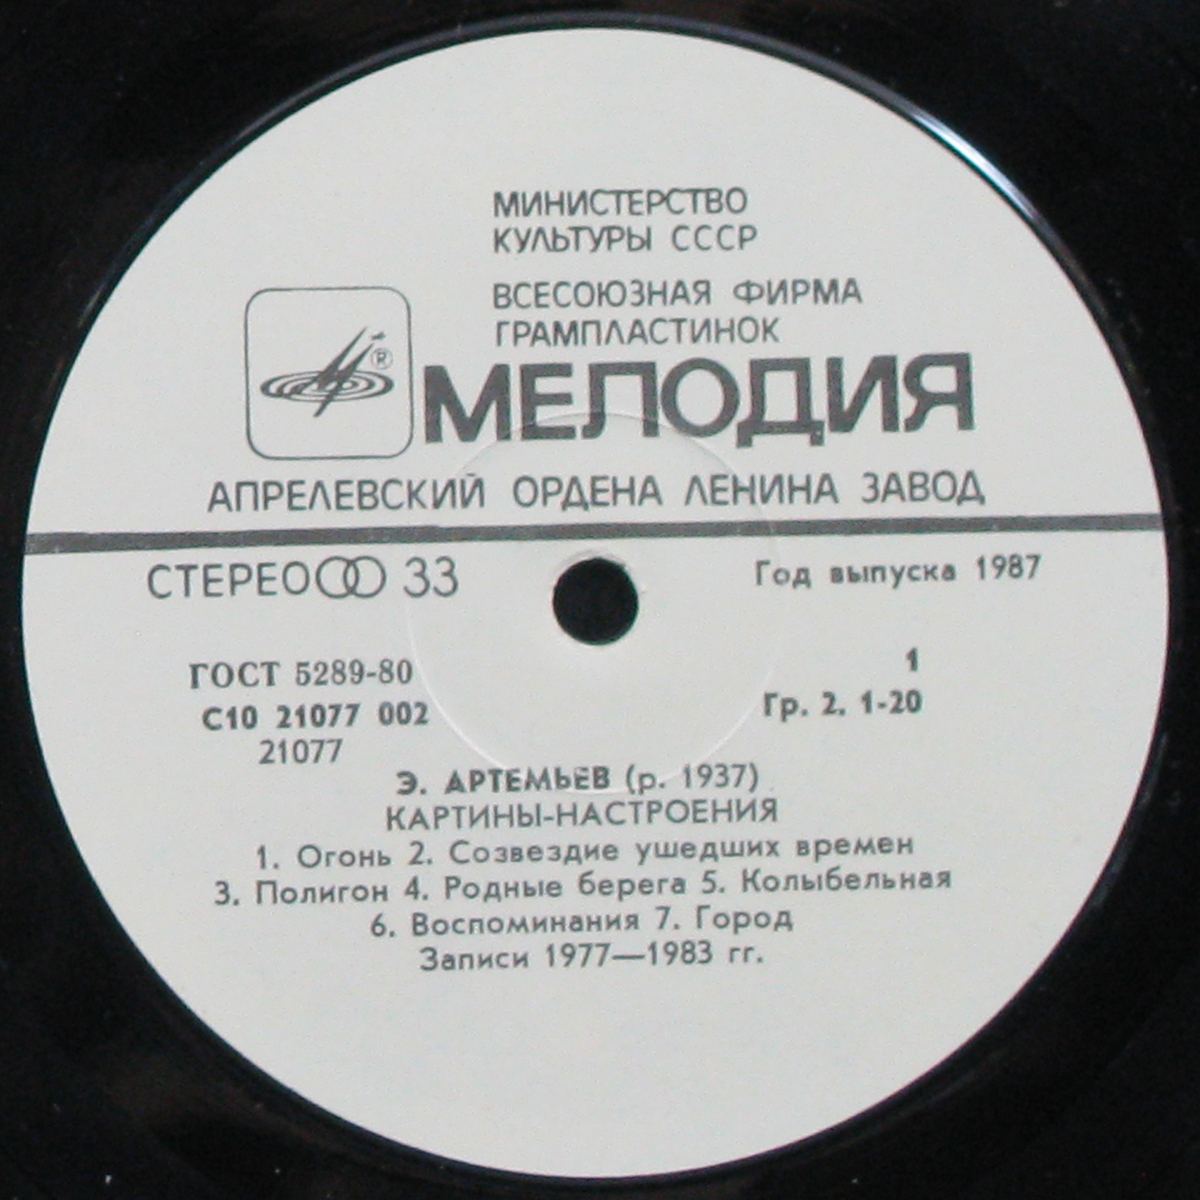 МИНИСТЕРСТВО
КУЛЬТУРЫ СССР
ВСЕСОЮЗНАЯ ФИРМА
ГРАМПЛАСТИНОК
®
МЕЛОДИЯ
АПРЕЛЕВСКИЙ ОРДЕНА ЛЕНИНА ЗАВОД
СТЕРЕО 33
Год выпуска 1987
ГОСТ 5289-80
1
С10 21077 002
Гр. 2. 1-20
21077
Э. АРТЕМЬЕВ (р. 1937)
КАРТИНЫ-НАСТРОЕНИЯ
1. Огонь 2. Созвездие ушедших времен
3. Полигон 4. Родные берега 5. Колыбельная
6. Воспоминания 7. Город
Записи 1977—1983 гг.